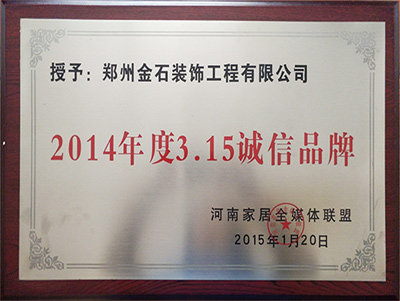 授予：郑州金石装饰工程有限公司
2014年度3.15诚信品牌
河南家居全媒体联盟
2015年1月20日